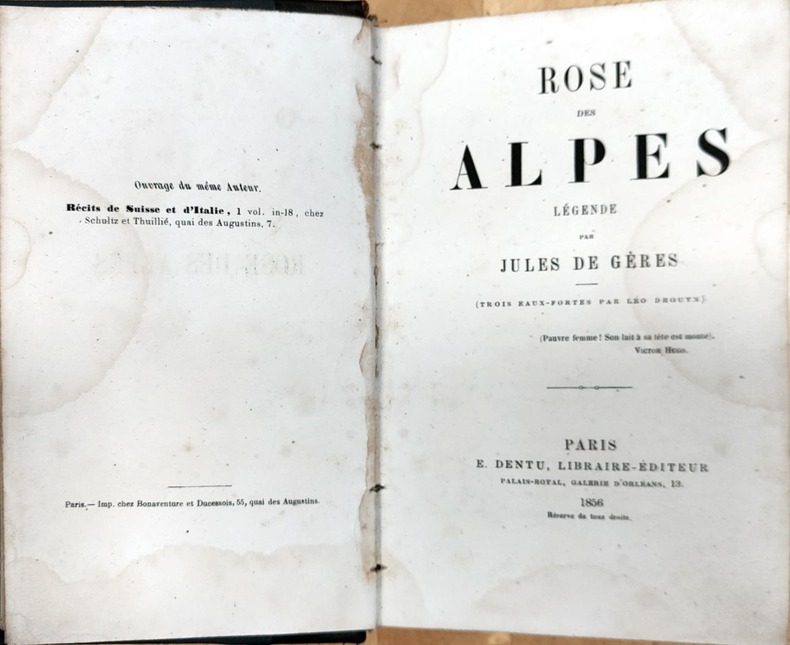 Ouvrage du même Auteur.
Récits de Suisse et d'Italie, 1 vol. in-18, chez
Schultz et Thuillié, quai des Augustins, 7.
Paris.— Imp. chez Bonaventure et Ducessois, 55, quai des Augustins.
ROSE
DES
ALPES
LÉGENDE
PAR
JULES DE GÈRES
(TROIS EAUX-FORTES PAR LÉO DROUYN)
(Pauvre femme! Son lait à sa tête est monté).
VICTOR HUGO.
PARIS
E. DENTU, LIBRAIRE-ÉDITEUR
PALAIS-ROYAL, GALERIE D'ORLÉANS, 13.
1856
Réserve de tous droits.